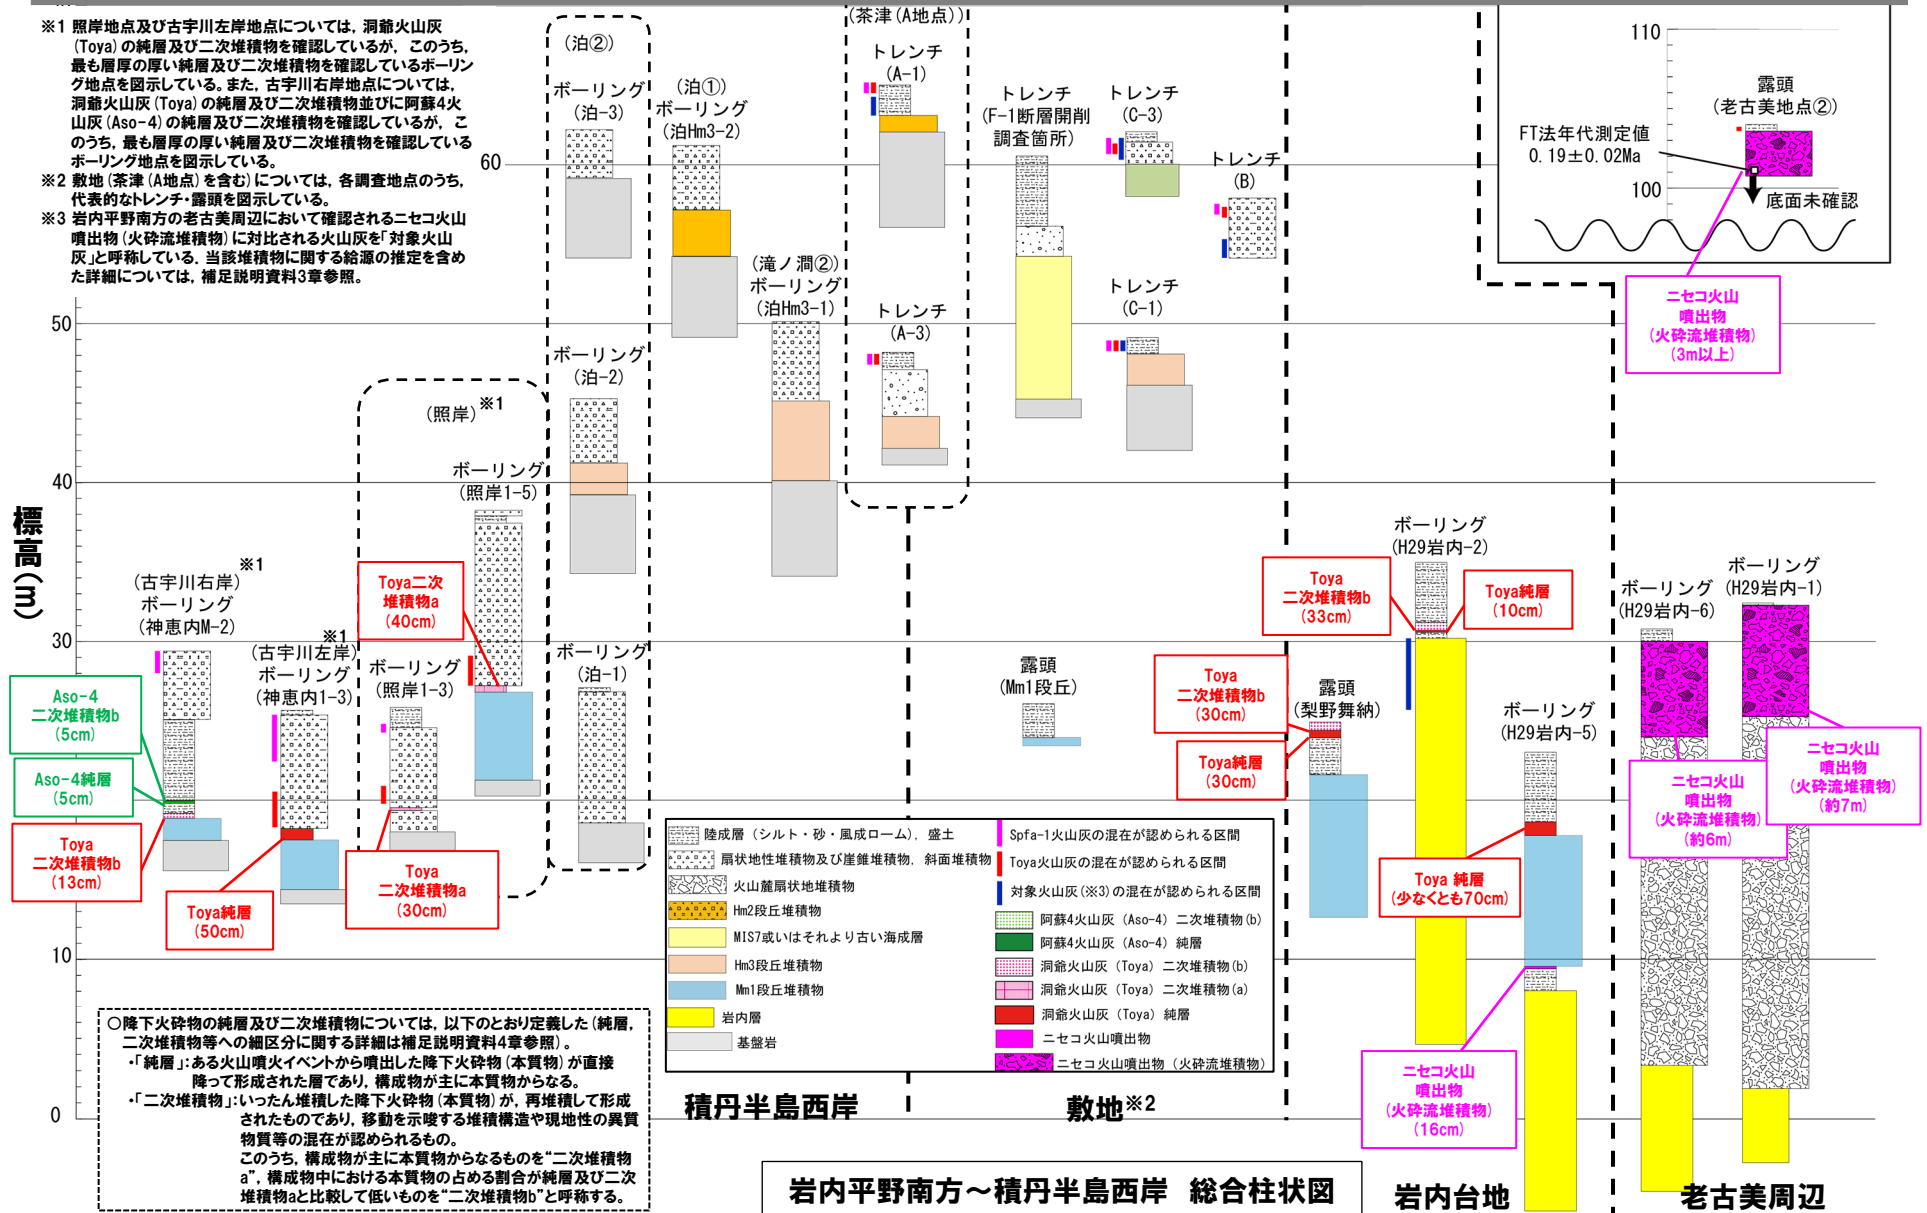 ※1 照岸地点及び古宇川左岸地点については，洞爺火山灰
(Toya)の純層及び二次堆積物を確認しているが，このうち，
最も層厚の厚い純層及び二次堆積物を確認しているボーリン
グ地点を図示している。また，古宇川右岸地点については，
洞爺火山灰(Toya)の純層及び二次堆積物並びに阿蘇4火
山灰(Aso-4)の純層及び二次堆積物を確認しているが，こ
のうち，最も層厚の厚い純層及び二次堆積物を確認している
ボーリング地点を図示している。
※2 敷地(茶津(A地点)を含む)については，各調査地点のうち，
代表的なトレンチ・露頭を図示している。
※3 岩内平野南方の老古美周辺において確認されるニセコ火山
噴出物(火砕流堆積物)に対比される火山灰を「対象火山
灰」と呼称している．当該堆積物に関する給源の推定を含め
た詳細については，補足説明資料3章参照。
標高(m)
60
50
40
30
10
0
(古宇川右岸)
※1
ボーリング
(神恵内M-2)
Aso-4
二次堆積物b
(5cm)
Aso-4純層
(5cm)
Toya
二次堆積物b
(13cm)
※1
(古宇川左岸)
ボーリング
(神恵内1-3)
Toya純層
(50cm)
(照岸)※1
ボーリング
(照岸1-5)
Toya二次
堆積物a
(40cm)
ボーリング
(照岸1-3)
Toya
二次堆積物a
(30cm)
(泊②)
ボーリング
(泊-3)
ボーリング
(泊-2)
ボーリング
(泊-1)
(泊①)
ボーリング
(泊Hm3-2)
(滝ノ澗②)
ボーリング
(泊Hm3-1)
(茶津(A地点))
トレンチ
(A-1)
トレンチ
(A-3)
トレンチ
(F-1断層開削
調査箇所)
トレンチ
(C-3)
トレンチ
(B)
トレンチ
(C-1)
露頭
(Mm1段丘)
露頭
(梨野舞納)
Toya
二次堆積物b
(30cm)
Toya純層
(30cm)
ボーリング
(H29岩内-2)
Toya
二次堆積物b
(33cm)
Toya純層
(10cm)
ボーリング
(H29岩内-5)
Toya 純層
(少なくとも70cm)
ニセコ火山
噴出物
(火砕流堆積物)
(16cm)
ボーリング
(H29岩内-6)
ニセコ火山
噴出物
(火砕流堆積物)
(約6m)
ボーリング
(H29岩内-1)
ニセコ火山
噴出物
(火砕流堆積物)
(約7m)
110
100
露頭
(老古美地点②)
FT法年代測定値
0.19±0.02Ma
底面未確認
ニセコ火山
噴出物
(火砕流堆積物)
(3m以上)
陸成層（シルト・砂・風成ローム），盛土
扇状地性堆積物及び崖錐堆積物，斜面堆積物
火山麓扇状地堆積物
Hm2段丘堆積物
MIS7或いはそれより古い海成層
Hm3段丘堆積物
Mm1段丘堆積物
岩内層
基盤岩
Spfa-1火山灰の混在が認められる区間
Toya火山灰の混在が認められる区間
対象火山灰(※3)の混在が認められる区間
阿蘇4火山灰（Aso-4）二次堆積物(b)
阿蘇4火山灰（Aso-4）純層
洞爺火山灰（Toya）二次堆積物(b)
洞爺火山灰（Toya）二次堆積物(a)
洞爺火山灰（Toya）純層
ニセコ火山噴出物
ニセコ火山噴出物（火砕流堆積物）
○降下火砕物の純層及び二次堆積物については，以下のとおり定義した(純層，
二次堆積物等への細区分に関する詳細は補足説明資料4章参照)。
・「純層」：ある火山噴火イベントから噴出した降下火砕物(本質物)が直接
降って形成された層であり，構成物が主に本質物からなる。
・「二次堆積物」：いったん堆積した降下火砕物(本質物)が，再堆積して形成
されたものであり，移動を示唆する堆積構造や現地性の異質
物質等の混在が認められるもの。
このうち，構成物が主に本質物からなるものを“二次堆積物
a”，構成物中における本質物の占める割合が純層及び二次
堆積物aと比較して低いものを“二次堆積物b”と呼称する。
積丹半島西岸
敷地※2
岩内台地
老古美周辺
岩内平野南方～積丹半島西岸 総合柱状図